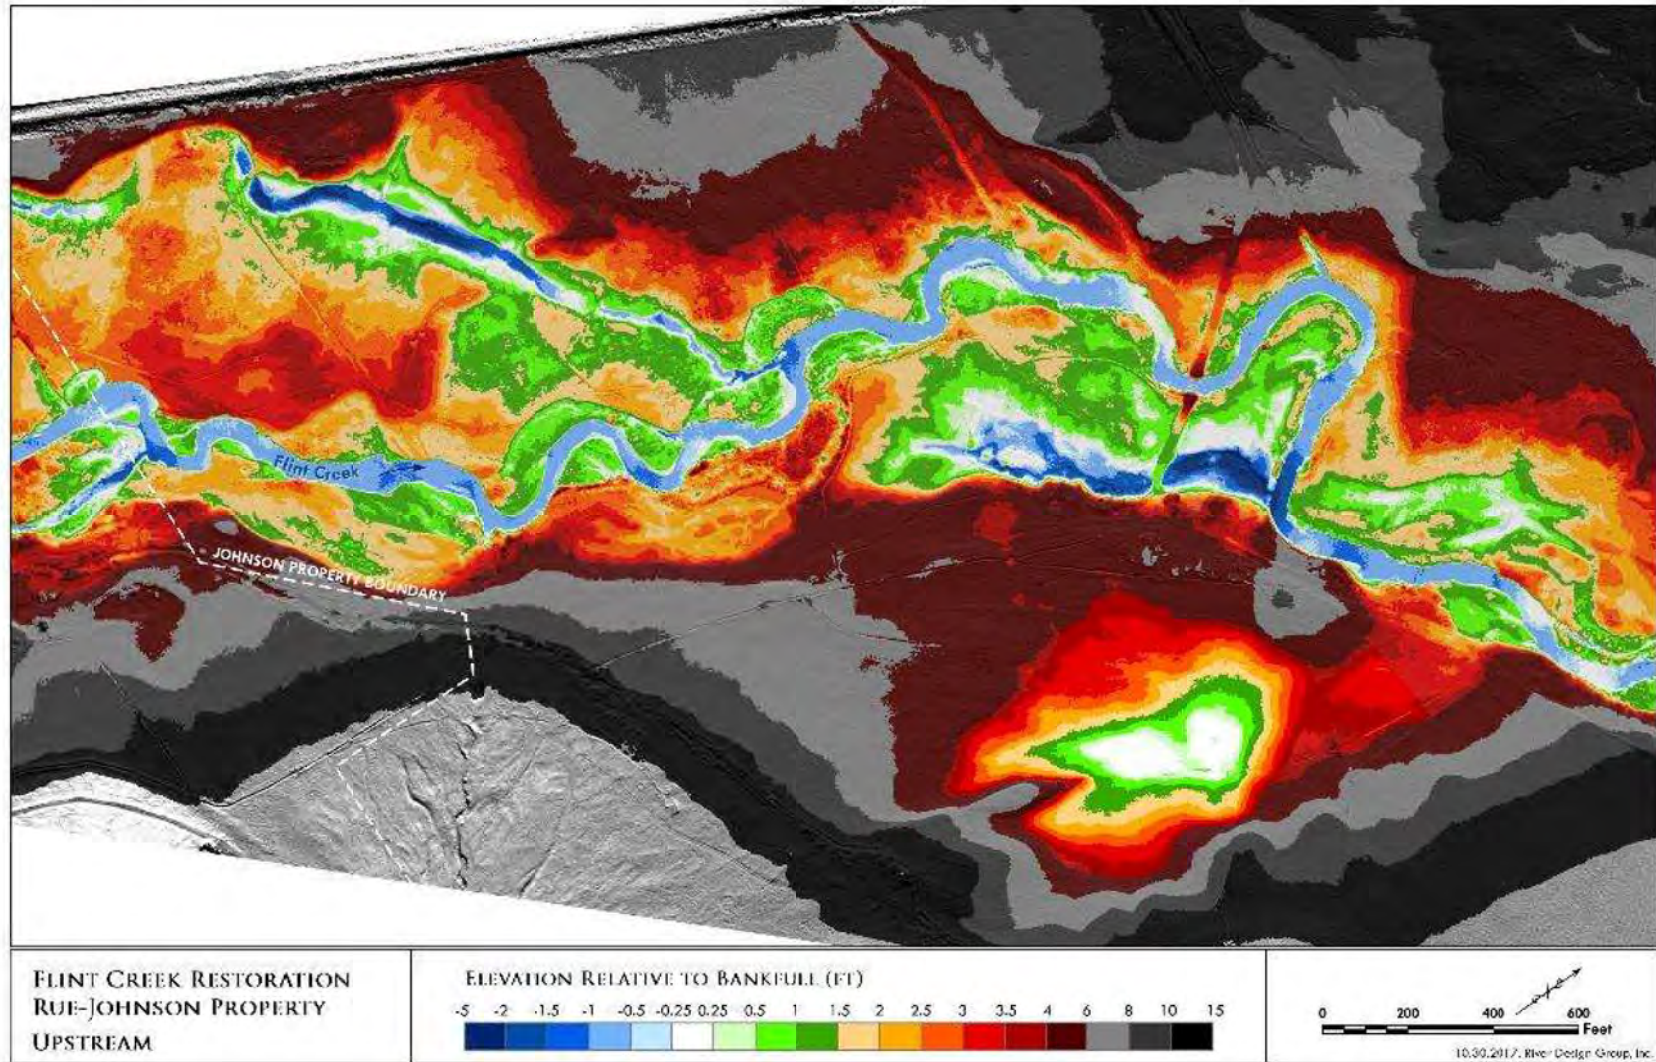 Flint Creek
JOHNSON PROPERTY BOUNDARY
FLINT CREEK RESTORATION
RUE-JOHNSON PROPERTY
UPSTREAM
ELEVATION RELATIVE TO BANKFULL (FT)
-5 -2 -1.5 -1 -0.5 -0.25 0.25 0.5 1 1.5 2 2.5 3 3.5 4 6 8 10 15
0 200 400 600
Feet
10.30.2017, River Design Group, Inc.